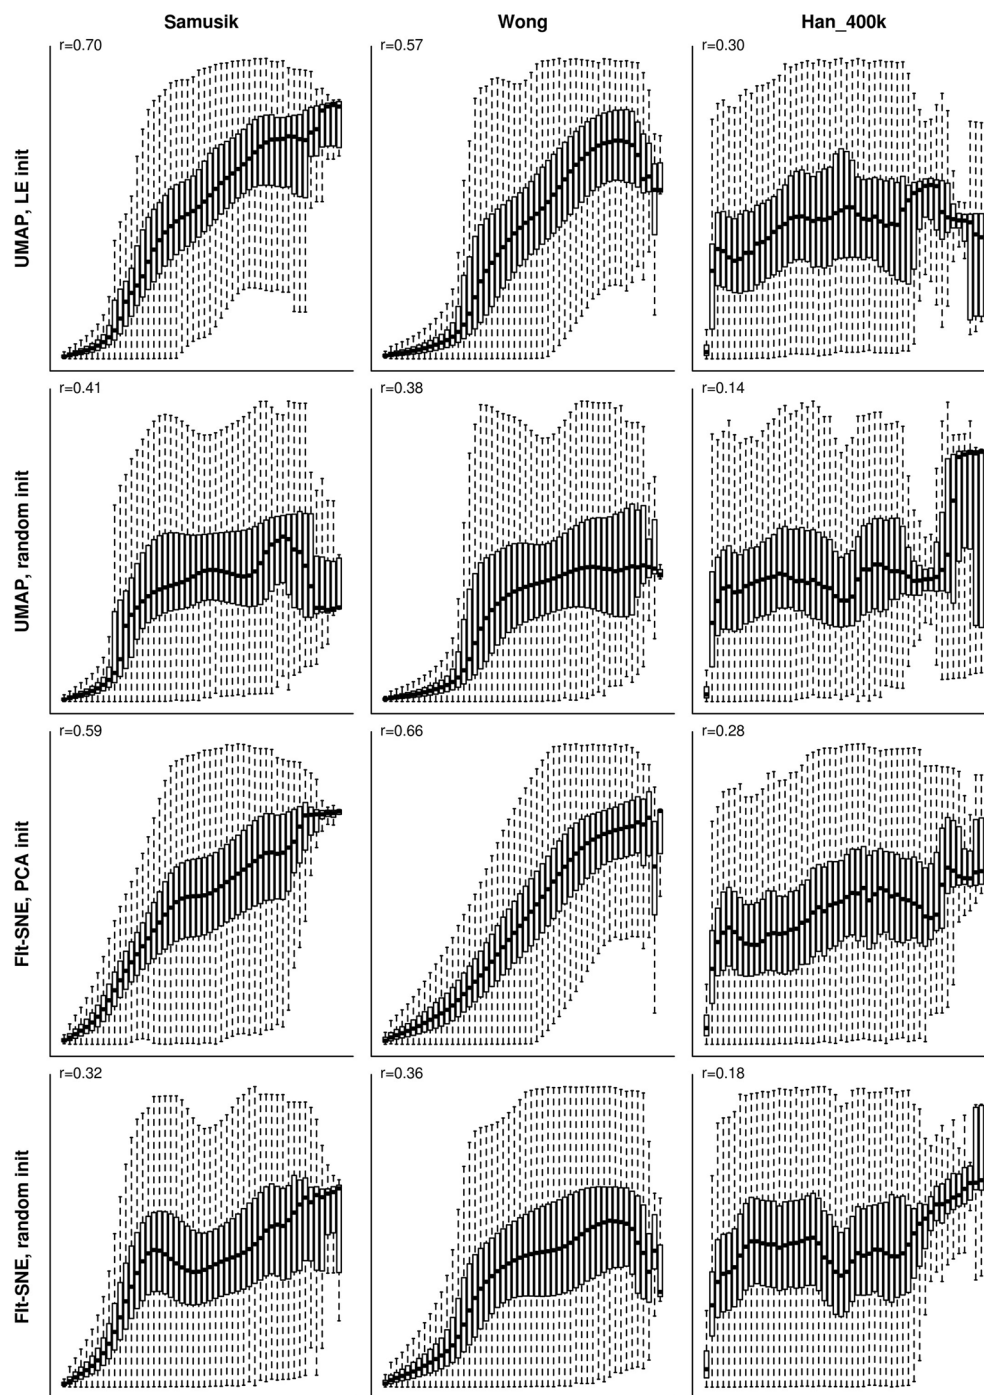 Samusik
Wong
Han_400k
UMAP, LE init
r=0.70
r=0.57
r=0.30
UMAP, random init
r=0.41
r=0.38
r=0.14
FIt-SNE, PCA init
r=0.59
r=0.66
r=0.28
FIt-SNE, random init
r=0.32
r=0.36
r=0.18